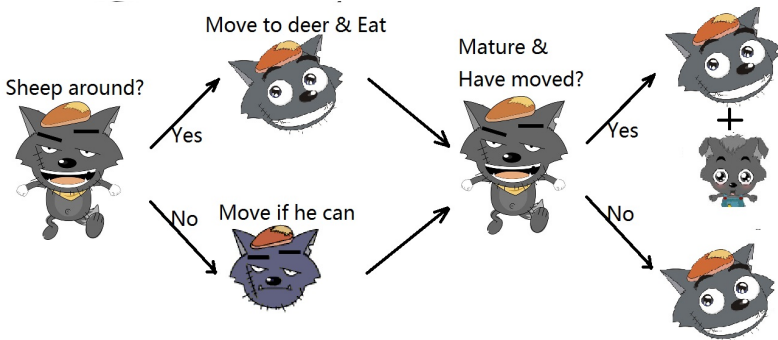 Sheep around?
Yes
No
Move to deer & Eat
Move if he can
Mature &
Have moved?
Yes
+
No